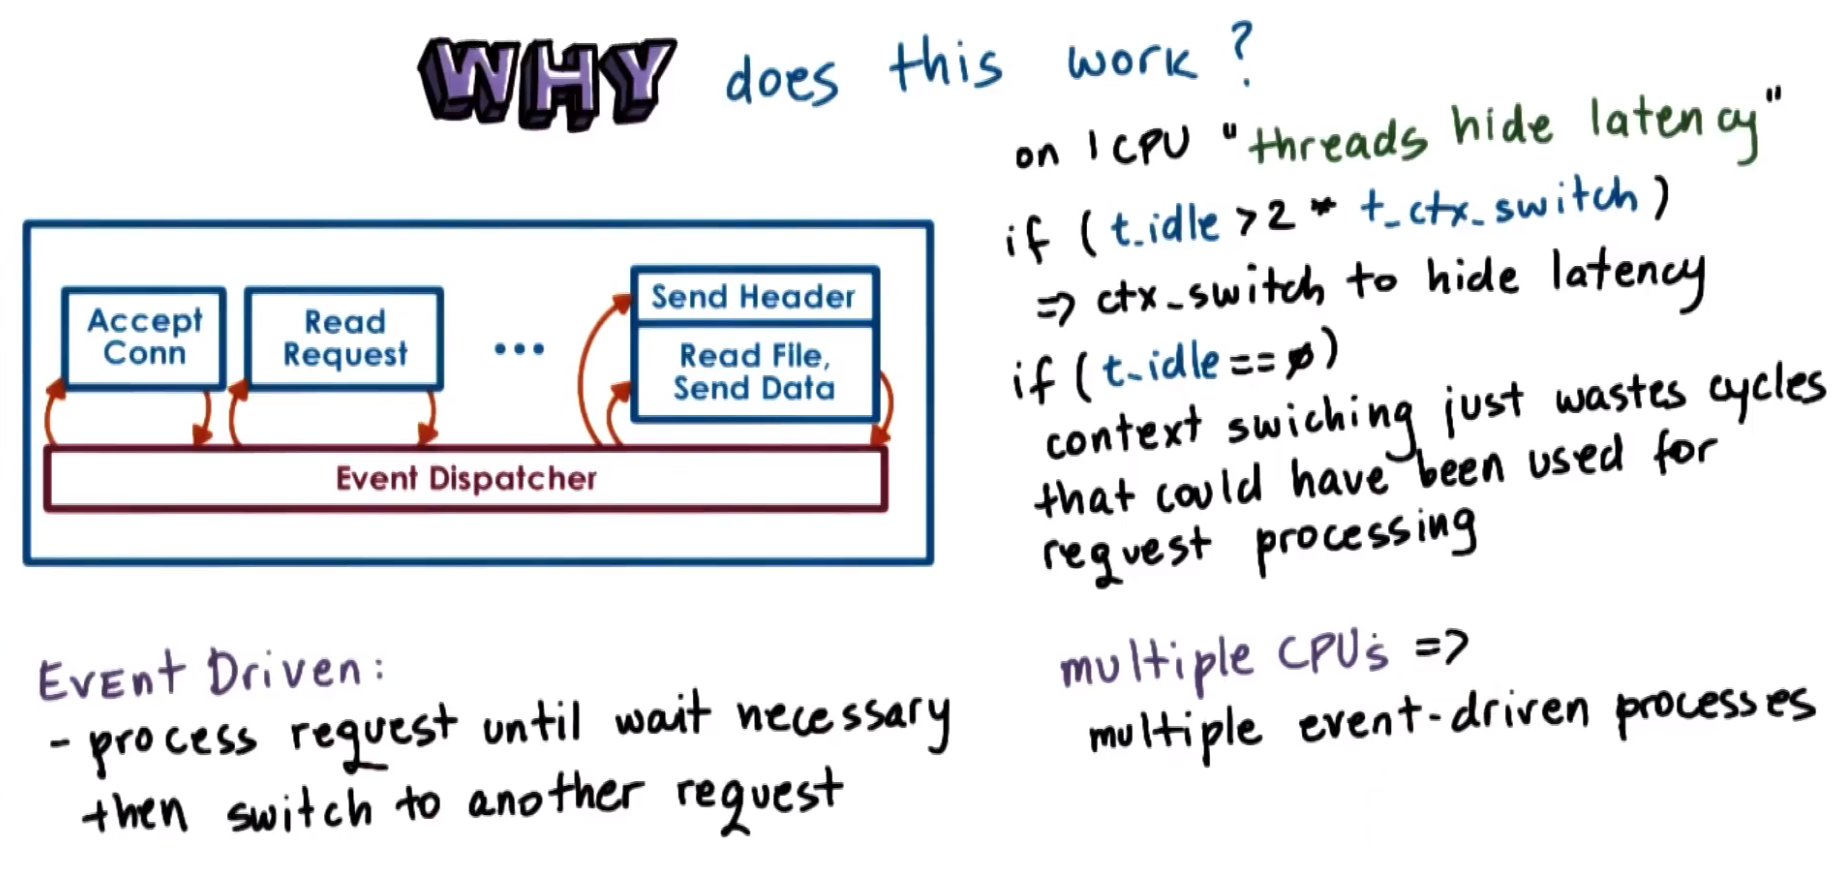 WHY does this work?
Accept
Conn
Read
Request
...
Send Header
Read File,
Send Data
Event Dispatcher
Event Driven:
- process request until wait necessary
then switch to another request
on 1 CPU "threads hide latency"
if (t_idle > 2 * t_ctx_switch)
=> ctx_switch to hide latency
if (t_idle == 0)
context swiching just wastes cycles
that could have been used for
request processing
multiple CPUs =>
multiple event-driven processes